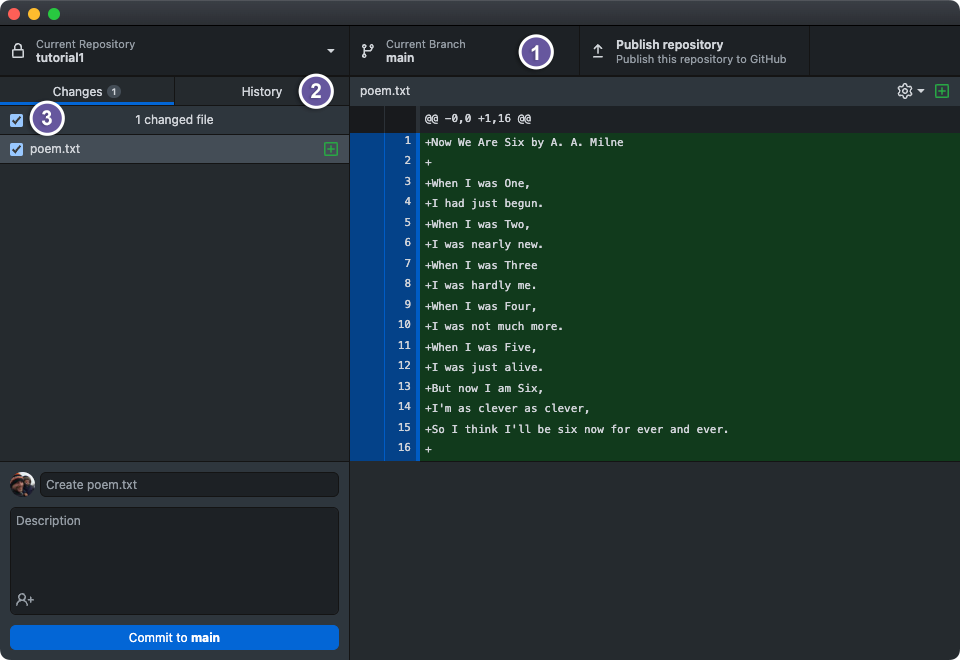 Current Repository
tutorial1
Current Branch
main
1
Publish repository
Publish this repository to GitHub
Changes 1
History
2
poem.txt
3
1 changed file
@@ -0,0 +1,16 @@
poem.txt
1 +Now We Are Six by A. A. Milne
2 +
3 +When I was One,
4 +I had just begun.
5 +When I was Two,
6 +I was nearly new.
7 +When I was Three
8 +I was hardly me.
9 +When I was Four,
10 +I was not much more.
11 +When I was Five,
12 +I was just alive.
13 +But now I am Six,
14 +I'm as clever as clever,
15 +So I think I'll be six now for ever and ever.
16 +
Create poem.txt
Description
Commit to main